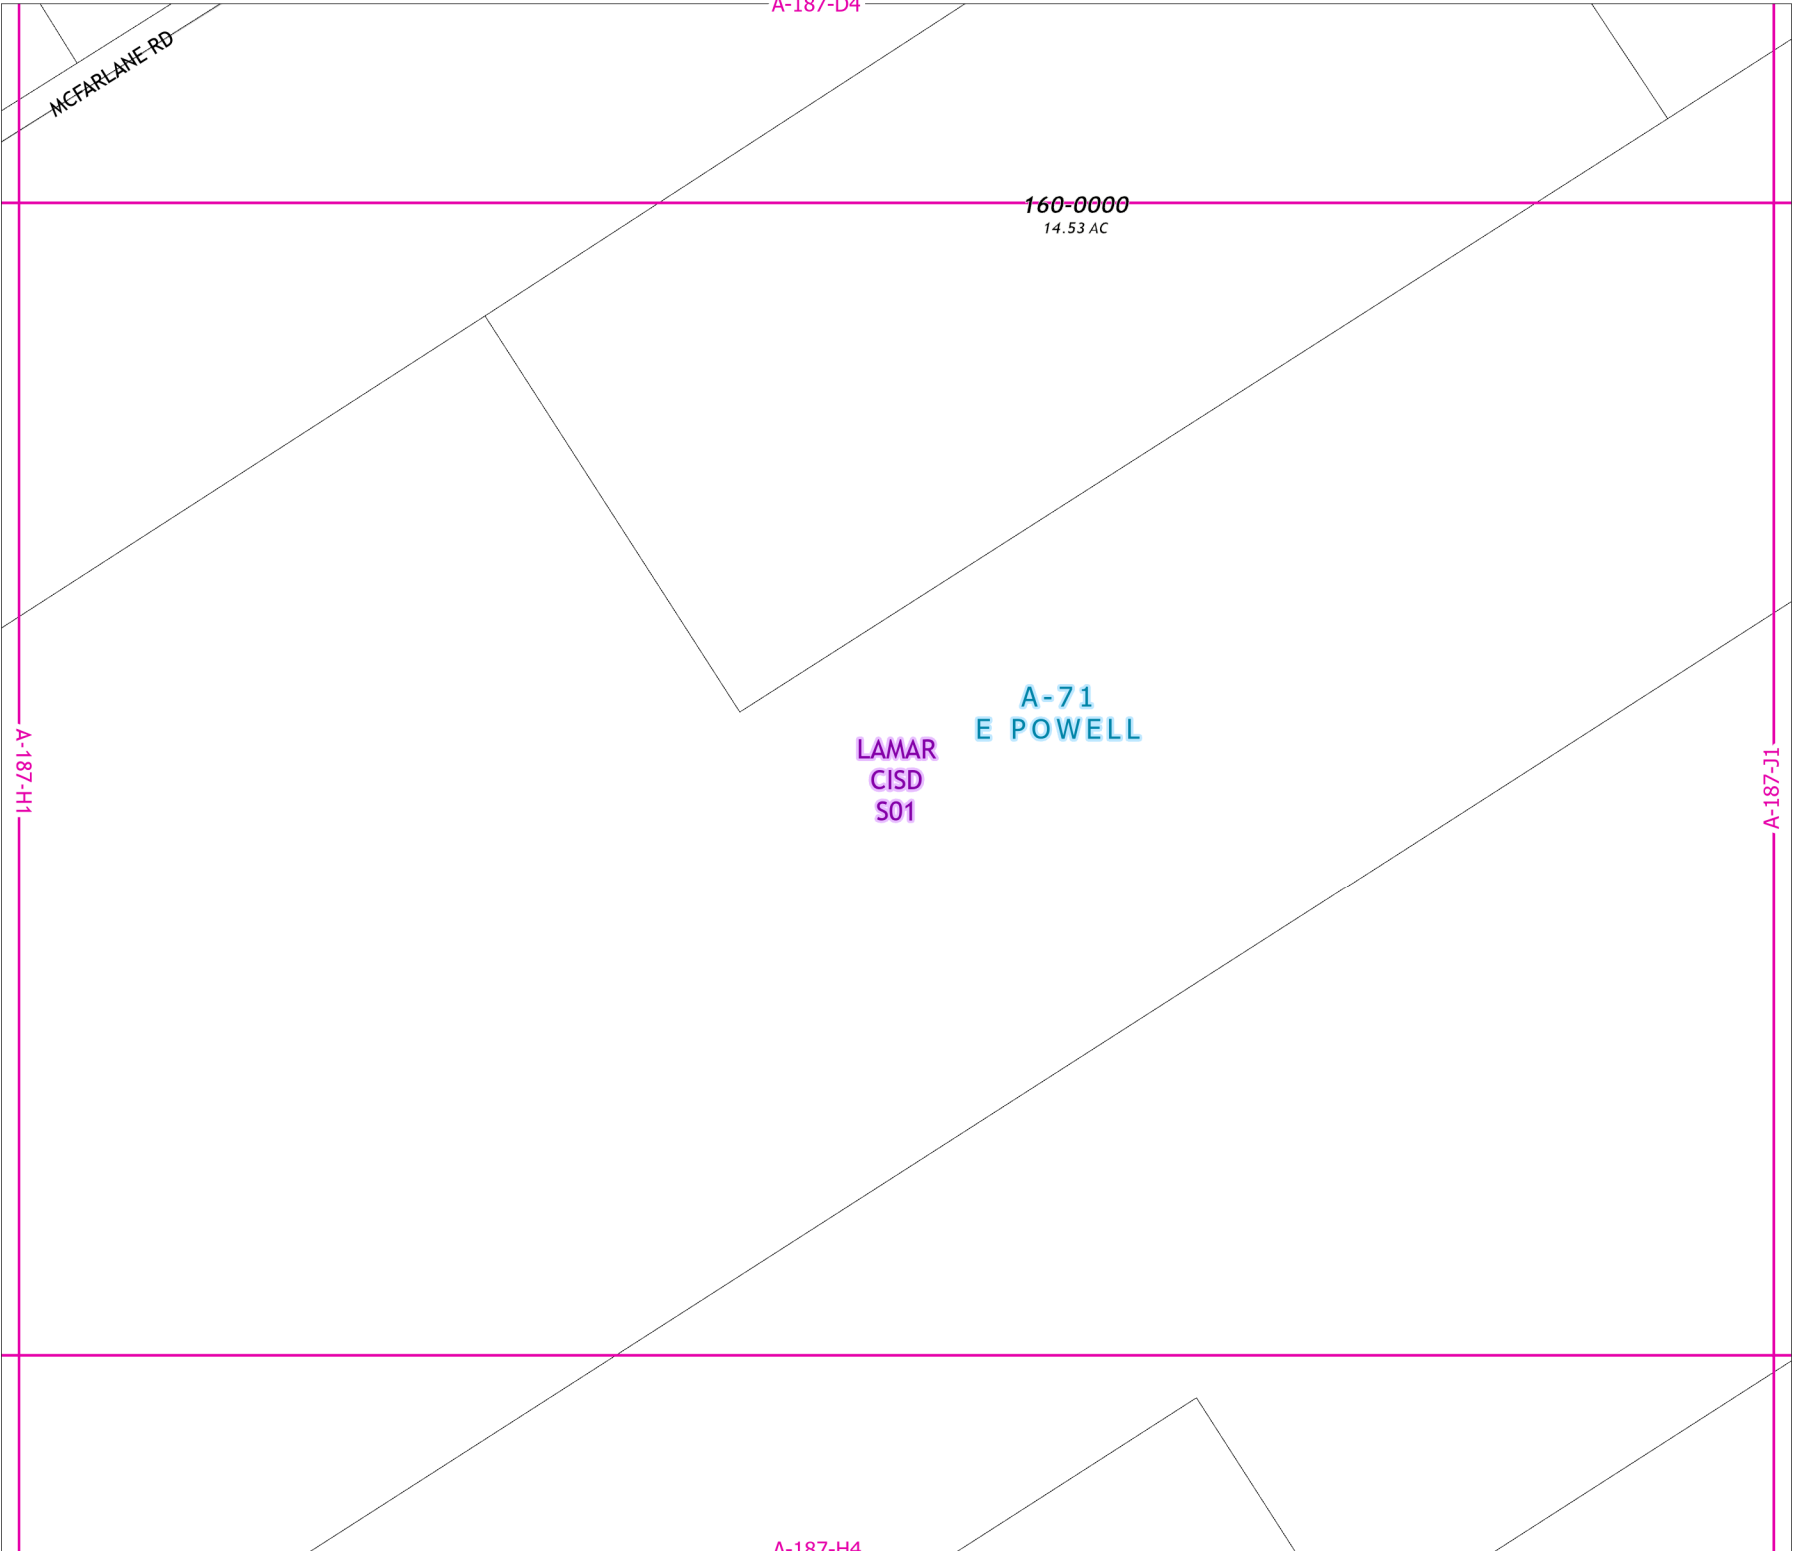 A-187-D4
MCFARLANE RD
160-0000
14.53 AC
A-71
E POWELL
LAMAR
CISD
S01
A-187-H1
A-187-J1
A-187-H4